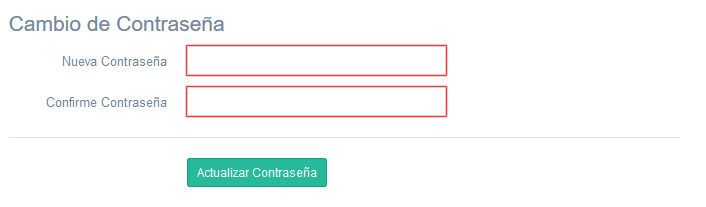 Cambio de Contraseña
Nueva Contraseña
Confirme Contraseña
Actualizar Contraseña